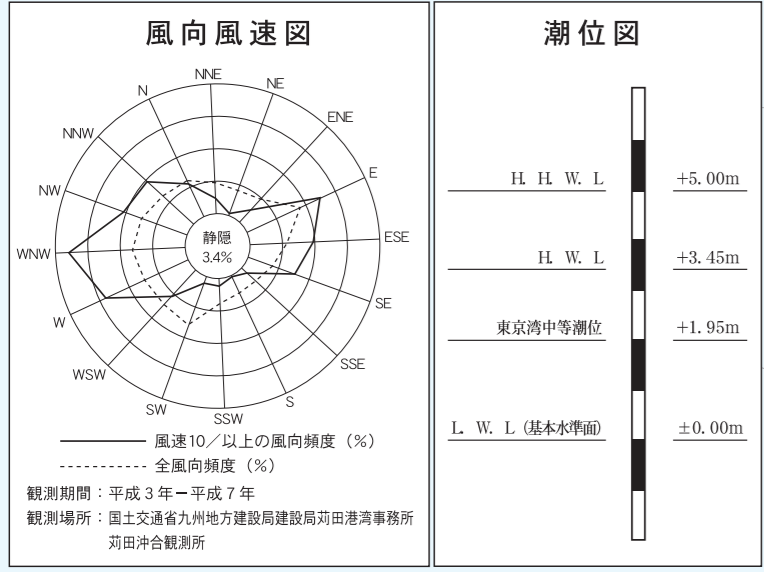 風向風速図
N
NNE
NE
ENE
E
ESE
SE
SSE
S
SSW
SW
WSW
W
WNW
NW
NNW
静隠
3.4%
風速10／以上の風向頻度（%）
全風向頻度（%）
観測期間：平成３年－平成７年
観測場所：国土交通省九州地方建設局建設局苅田港湾事務所
苅田沖合観測所
潮位図
H. H. W. L +5.00m
H. W. L +3.45m
東京湾中等潮位 +1.95m
L. W. L (基本水準面) ±0.00m